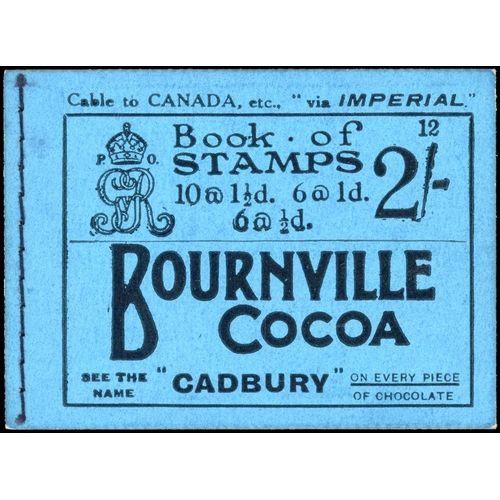 Cable to CANADA, etc., "via IMPERIAL."
12
P. O.
GR
Book . of
STAMPS
2/-
10 @ 1½d. 6 @ 1d.
6 @ ½d.
BOURNVILLE
COCOA
SEE THE NAME "CADBURY" ON EVERY PIECE OF CHOCOLATE